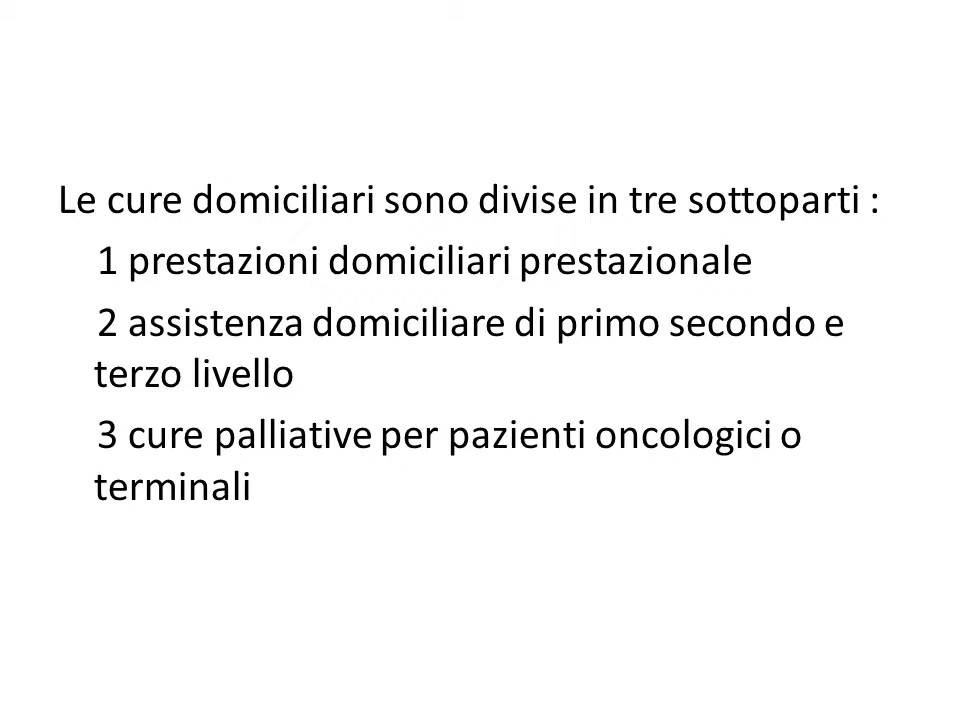 Le cure domiciliari sono divise in tre sottoparti :
1 prestazioni domiciliari prestazionale
2 assistenza domiciliare di primo secondo e
terzo livello
3 cure palliative per pazienti oncologici o
terminali